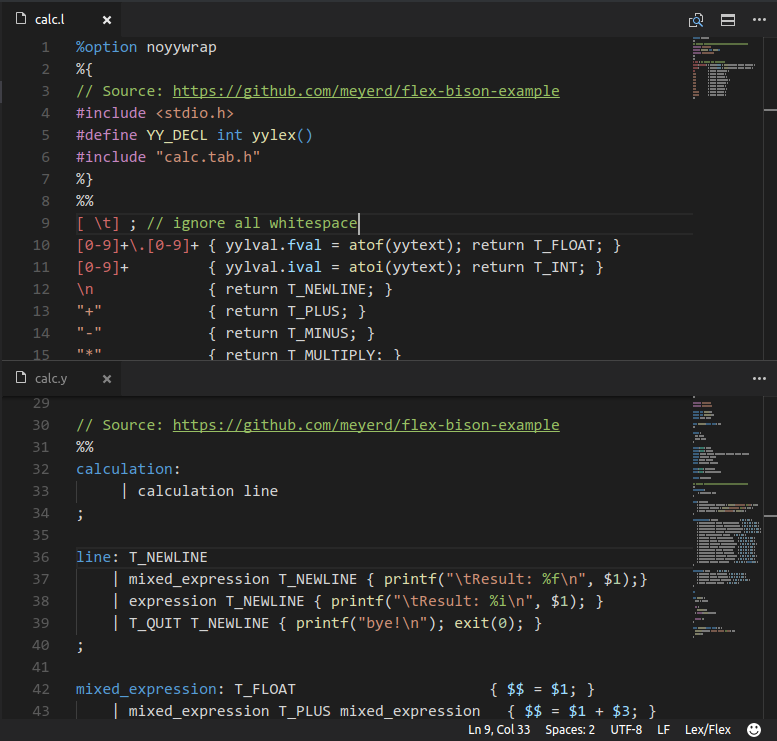 calc.l
1 %option noyywrap
2 %{
3 // Source: https://github.com/meyerd/flex-bison-example
4 #include <stdio.h>
5 #define YY_DECL int yylex()
6 #include "calc.tab.h"
7 %}
8 %%
9 [ \t] ; // ignore all whitespace
10 [0-9]+\.[0-9]+ { yylval.fval = atof(yytext); return T_FLOAT; }
11 [0-9]+         { yylval.ival = atoi(yytext); return T_INT; }
12 \n             { return T_NEWLINE; }
13 "+"            { return T_PLUS; }
14 "-"            { return T_MINUS; }
15 "*"            { return T_MULTIPLY; }
calc.y
29
30 // Source: https://github.com/meyerd/flex-bison-example
31 %%
32 calculation:
33      | calculation line
34 ;
35
36 line: T_NEWLINE
37     | mixed_expression T_NEWLINE { printf("\tResult: %f\n", $1);}
38     | expression T_NEWLINE { printf("\tResult: %i\n", $1); }
39     | T_QUIT T_NEWLINE { printf("bye!\n"); exit(0); }
40 ;
41
42 mixed_expression: T_FLOAT                      { $$ = $1; }
43     | mixed_expression T_PLUS mixed_expression   { $$ = $1 + $3; }
Ln 9, Col 33 Spaces: 2 UTF-8 LF Lex/Flex